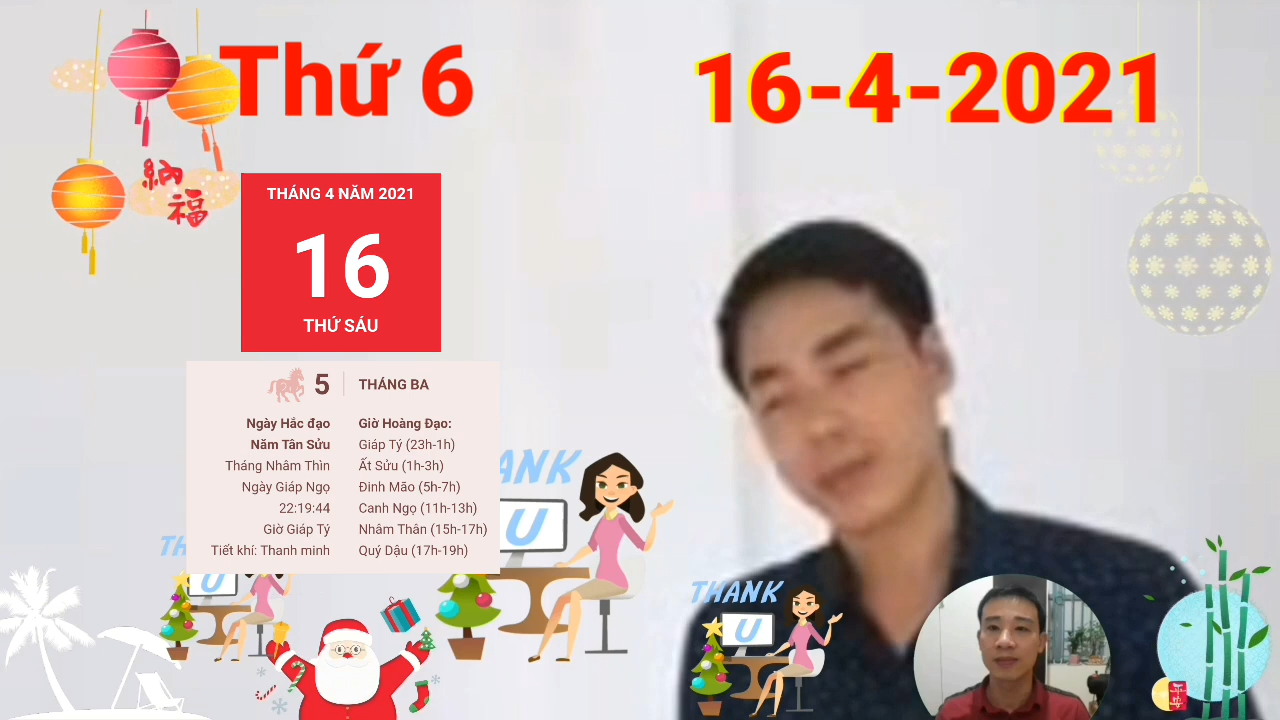 Thứ 6
16-4-2021
納
福
THÁNG 4 NĂM 2021
16
THỨ SÁU
5
THÁNG BA
Ngày Hắc đạo
Năm Tân Sửu
Tháng Nhâm Thìn
Ngày Giáp Ngọ
22:19:44
Giờ Giáp Tý
Tiết khí: Thanh minh
Giờ Hoàng Đạo:
Giáp Tý (23h-1h)
Ất Sửu (1h-3h)
Đinh Mão (5h-7h)
Canh Ngọ (11h-13h)
Nhâm Thân (15h-17h)
Quý Dậu (17h-19h)
ANK
U
TH
U
THANK
U